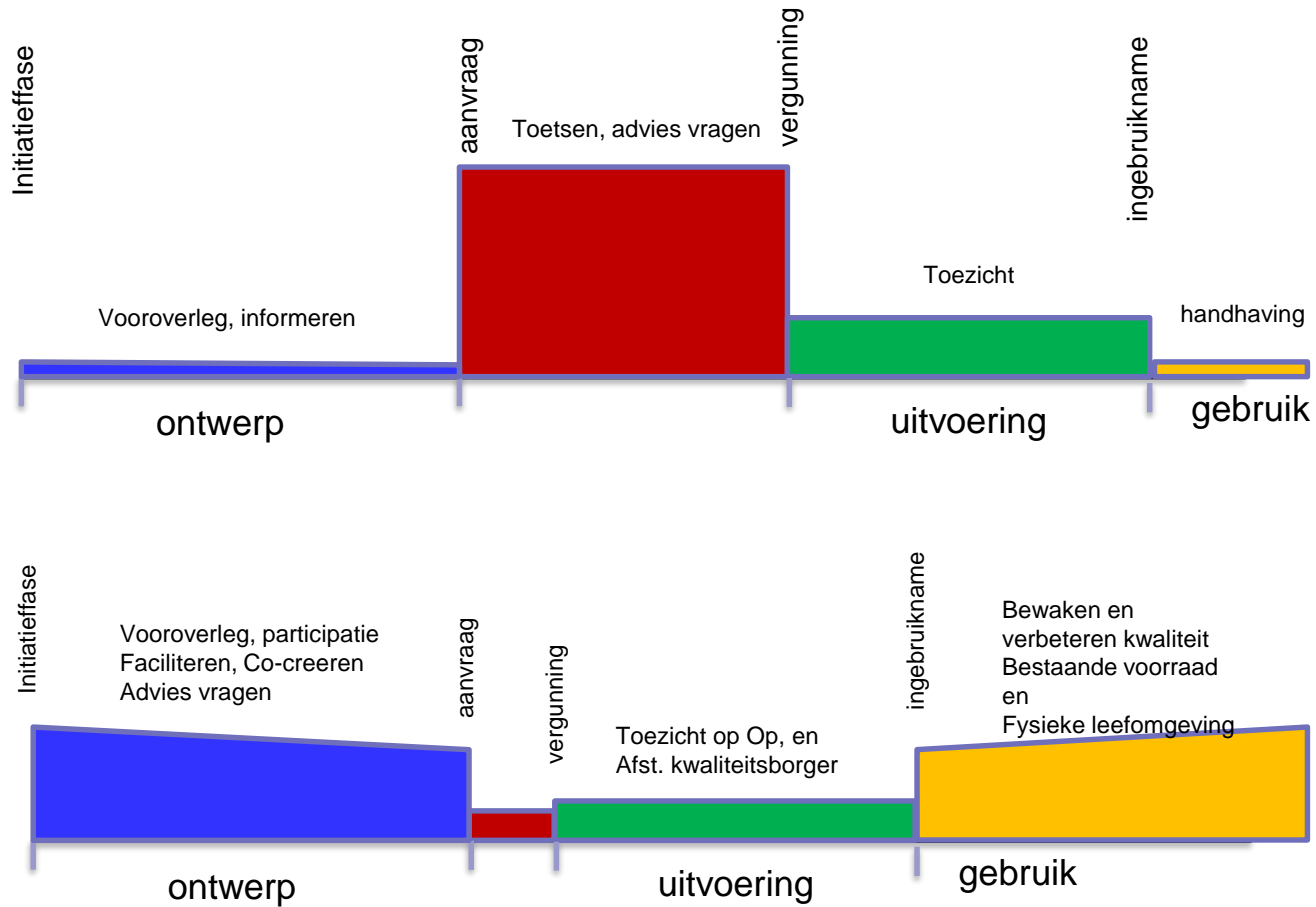 Initiatieffase
aanvraag
Toetsen, advies vragen
vergunning
ingebruikname
Vooroverleg, informeren
Toezicht
handhaving
ontwerp
uitvoering
gebruik
Initiatieffase
Vooroverleg, participatie
Faciliteren, Co-creeren
Advies vragen
aanvraag
vergunning
Toezicht op Op, en
Afst. kwaliteitsborger
ingebruikname
Bewaken en
verbeteren kwaliteit
Bestaande voorraad
en
Fysieke leefomgeving
ontwerp
uitvoering
gebruik